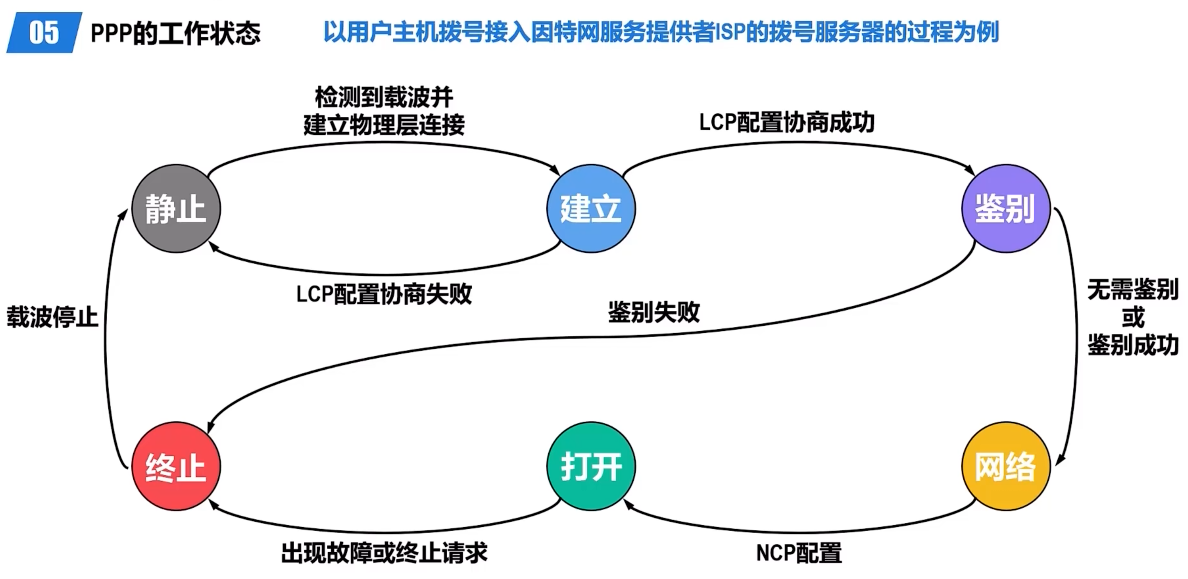 05 PPP的工作状态 以用户主机拨号接入因特网服务提供者ISP的拨号服务器的过程为例
检测到载波并
建立物理层连接
LCP配置协商成功
静止
建立
鉴别
LCP配置协商失败
载波停止
鉴别失败
无需鉴别
或
鉴别成功
终止
打开
网络
出现故障或终止请求
NCP配置